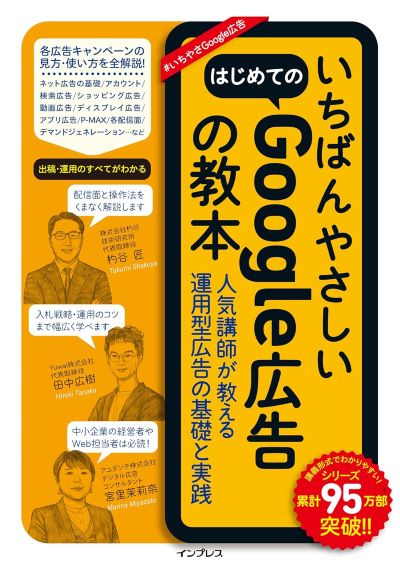 #いちやさGoogle広告
いちばんやさしい
はじめての
Google広告
の教本
人気講師が教える
運用型広告の基礎と実践
各広告キャンペーンの
見方・使い方を全解説!
ネット広告の基礎/アカウント/
検索広告/ショッピング広告/
動画広告/ディスプレイ広告/
アプリ広告/P-MAX/各配信面/
デマンドジェネレーション…など
出稿・運用のすべてがわかる
配信面と操作法を
くまなく解説します
株式会社杓谷
技術研究所
代表取締役
杓谷 匠
Takumi Shakuya
入札戦略・運用のコツ
まで幅広く学べます
Yuwai株式会社
代表取締役
田中広樹
Hiroki Tanaka
中小企業の経営者や
Web担当者は必読!
アユダンテ株式会社
デジタル広告
コンサルタント
宮里茉莉奈
Marina Miyazato
講義形式でわかりやすい!
シリーズ
累計95万部
突破!!
インプレス